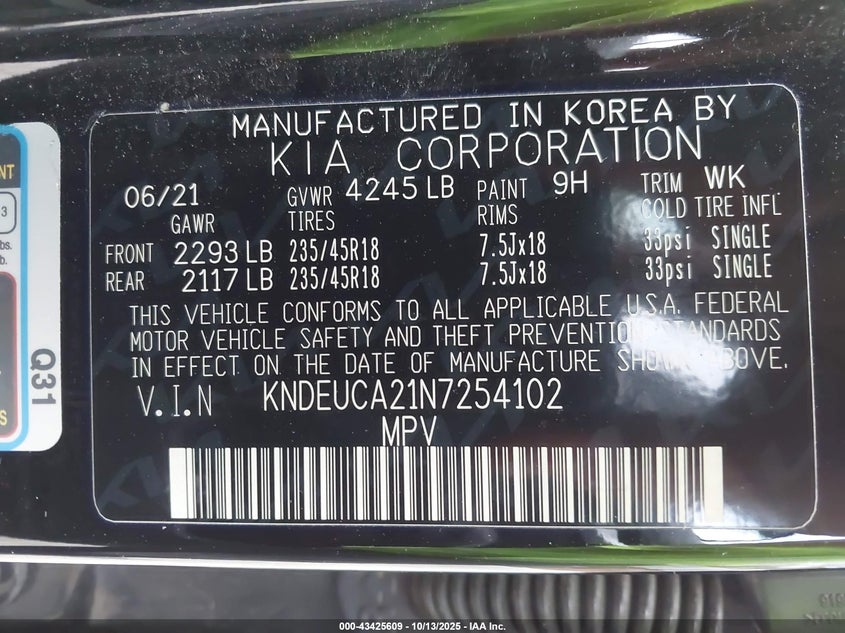 MANUFACTURED IN KOREA BY
KIA CORPORATION
06/21 GVWR 4245 LB PAINT 9H TRIM WK
GAWR TIRES RIMS COLD TIRE INFL
FRONT 2293 LB 235/45R18 7.5Jx18 33psi SINGLE
REAR 2117 LB 235/45R18 7.5Jx18 33psi SINGLE
THIS VEHICLE CONFORMS TO ALL APPLICABLE U.S.A. FEDERAL
MOTOR VEHICLE SAFETY AND THEFT PREVENTION STANDARDS
IN EFFECT ON THE DATE OF MANUFACTURE SHOWN ABOVE.
V.I.N KNDEUCA21N7254102
MPV
NT
3
bs.
b.
Q31
S
000-43425609 - 10/13/2025 - IAA Inc.